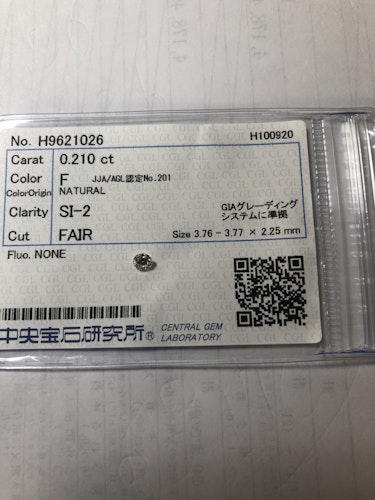 No. H9621026 H100920
Carat 0.210 ct
Color F JJA/AGL認定No.201
ColorOrigin NATURAL
Clarity SI-2 GIAグレーディング
システムに準拠
Cut FAIR Size 3.76 - 3.77 × 2.25 mm
Fluo. NONE
中央宝石研究所® CENTRAL GEM
LABORATORY